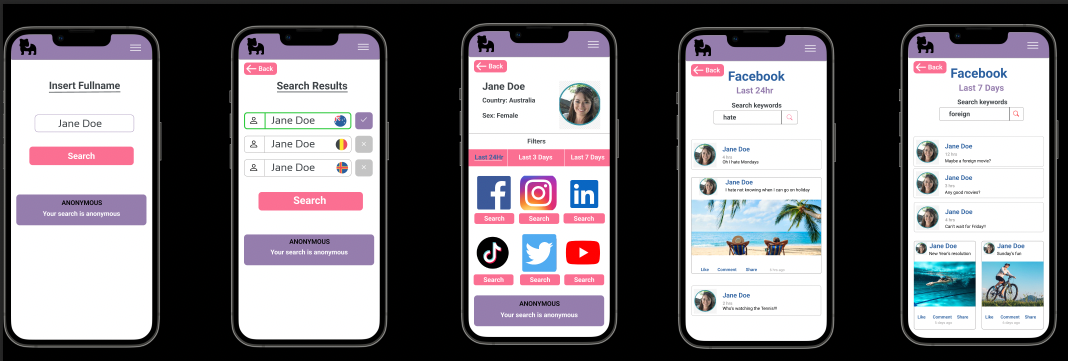 Insert Fullname
Jane Doe
Search
ANONYMOUS
Your search is anonymous
Back
Search Results
Jane Doe
Jane Doe
Jane Doe
Search
ANONYMOUS
Your search is anonymous
Back
Jane Doe
Country: Australia
Sex: Female
Filters
Last 24Hr
Last 3 Days
Last 7 Days
Search
Search
Search
Search
Search
Search
ANONYMOUS
Your search is anonymous
Back
Facebook
Last 24hr
Search keywords
hate
Jane Doe
Oh I hate Mondays
Jane Doe
I hate not knowing when I can go on holiday
Like Comment Share
Jane Doe
2 hrs
Who's watching the Tennis!!!
Back
Facebook
Last 7 Days
Search keywords
foreign
Jane Doe
Maybe a foreign movie?
Jane Doe
Any good movies?
Jane Doe
Can't wait for Friday!!
Jane Doe
New Year's resolution
Like Comment Share
Jane Doe
Sunday's fun
Like Comment Share